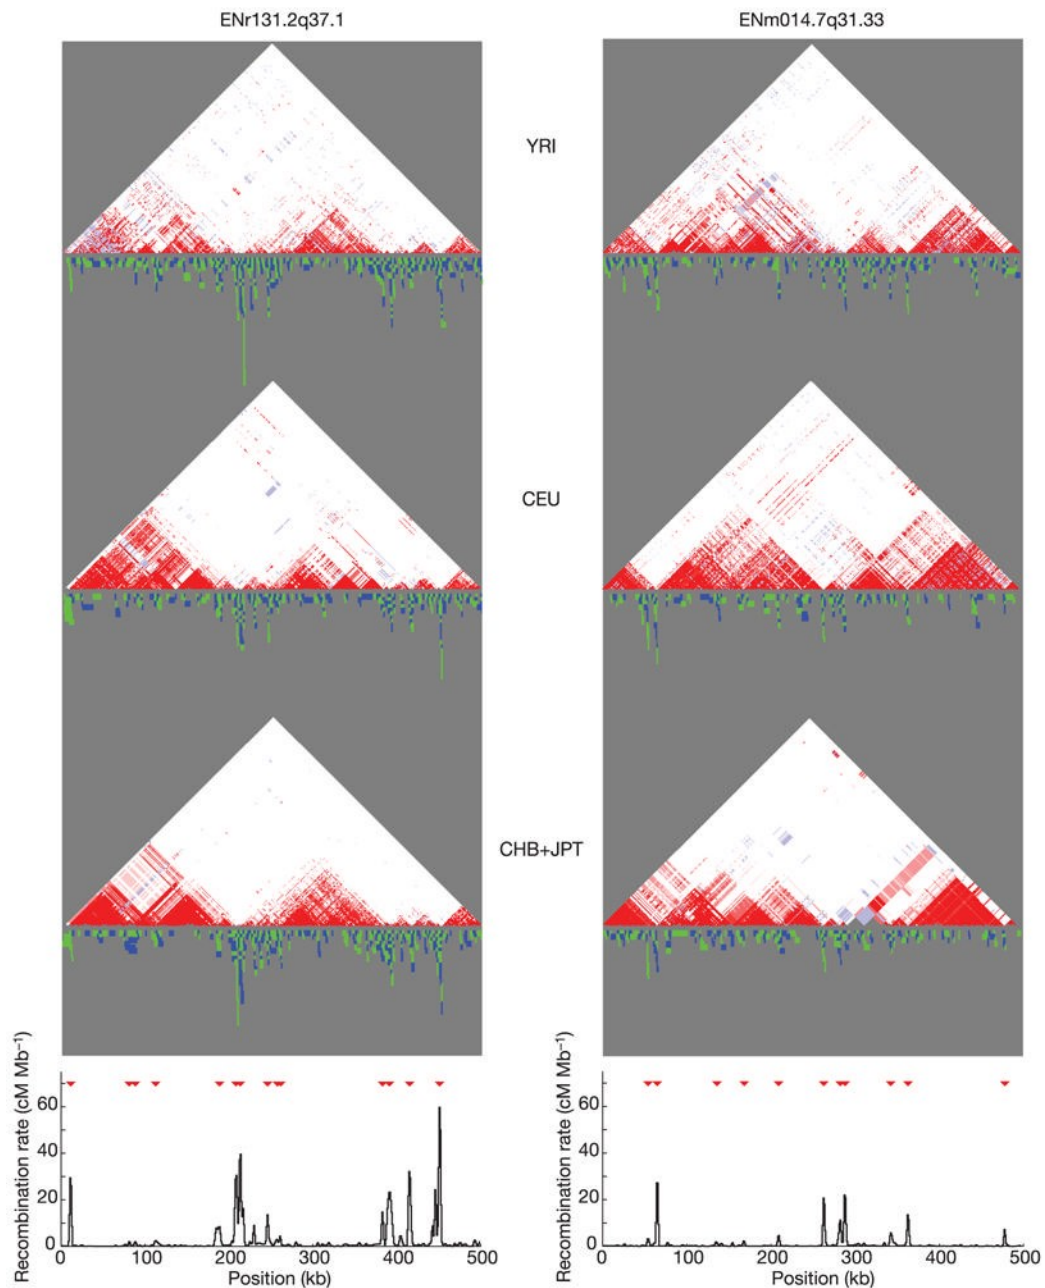 ENr131.2q37.1
ENm014.7q31.33
YRI
CEU
CHB+JPT
Recombination rate (cM Mb⁻¹)
60
40
20
0
0
100
200
300
400
500
Position (kb)
Recombination rate (cM Mb⁻¹)
60
40
20
0
0
100
200
300
400
500
Position (kb)